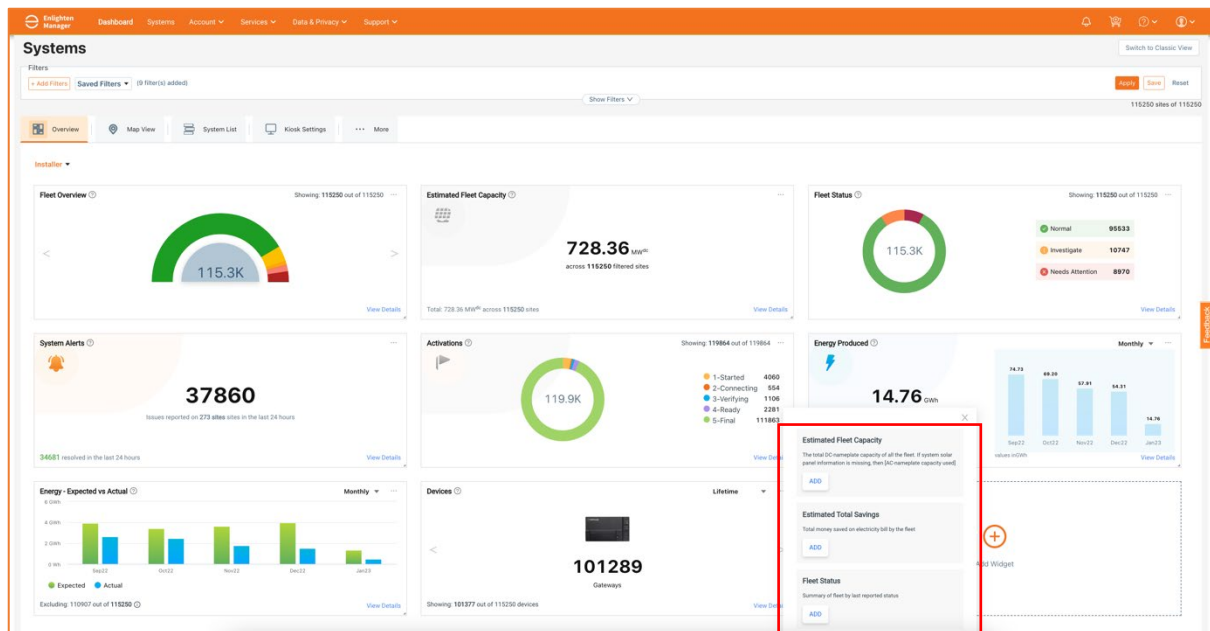 Enlighten
Manager
Dashboard Systems Account Services Data & Privacy Support
Systems
Switch to Classic View
Filters
+ Add Filters Saved Filters (9 filter(s) added)
Apply Save Reset
Show Filters
115250 sites of 115250
Overview Map View System List Kiosk Settings ... More
Installer
Fleet Overview Showing: 115250 out of 115250
115.3K
View Details
Estimated Fleet Capacity
728.36 MWdc
across 115250 filtered sites
Total: 728.36 MWdc across 115250 sites
View Details
Fleet Status Showing: 115250 out of 115250
115.3K
Normal 95533
Investigate 10747
Needs Attention 8970
View Details
System Alerts
37860
Issues reported on 273 sites sites in the last 24 hours
34681 resolved in the last 24 hours
View Details
Activations Showing: 119864 out of 119864
119.9K
1-Started 4060
2-Connecting 554
3-Verifying 1106
4-Ready 2281
5-Final 111863
View Det
Energy Produced Monthly
14.76 GWh
74.73
69.20
57.91
54.31
14.76
Sep22 Oct22 Nov22 Dec22 Jan23
values inGWh
View Details
Energy - Expected vs Actual Monthly
6 GWh
4 GWh
2 GWh
0 Wh
Sep22 Oct22 Nov22 Dec22 Jan23
Expected Actual
Excluding: 110907 out of 115250
View Details
Devices Lifetime
101289
Gateways
Showing: 101377 out of 115250 devices
View Det
X
Estimated Fleet Capacity
The total DC-nameplate capacity of all the fleet. If system solar
panel information is missing, then [AC-nameplate capacity used]
ADD
Estimated Total Savings
Total money saved on electricity bill by the fleet
ADD
Fleet Status
Summary of fleet by last reported status
ADD
dd Widget
Feedback